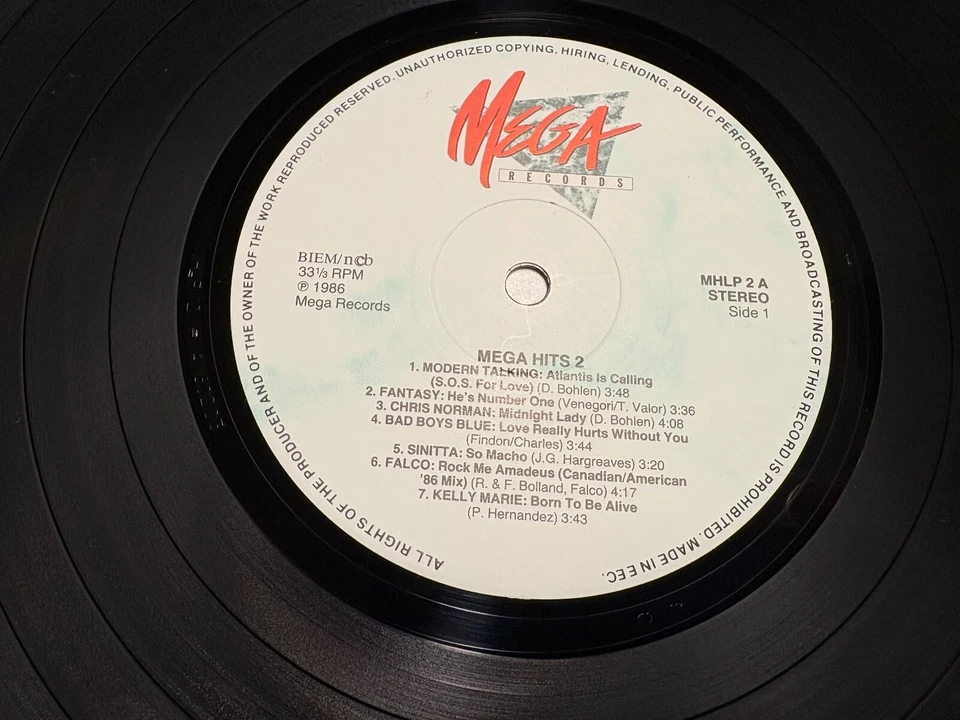 ALL RIGHTS OF THE PRODUCER AND OF THE OWNER OF THE WORK REPRODUCED RESERVED. UNAUTHORIZED COPYING, HIRING, LENDING, PUBLIC PERFORMANCE AND BROADCASTING OF THIS RECORD IS PROHIBITED. MADE IN EEC.
MEGA
RECORDS
BIEM/ncb
33⅓ RPM
℗ 1986
Mega Records
MHLP 2 A
STEREO
Side 1
MEGA HITS 2
1. MODERN TALKING: Atlantis Is Calling
(S.O.S. For Love) (D. Bohlen) 3:48
2. FANTASY: He's Number One (Venegori/T. Valor) 3:36
3. CHRIS NORMAN: Midnight Lady (D. Bohlen) 4:08
4. BAD BOYS BLUE: Love Really Hurts Without You
(Findon/Charles) 3:44
5. SINITTA: So Macho (J.G. Hargreaves) 3:20
6. FALCO: Rock Me Amadeus (Canadian/American
'86 Mix) (R. & F. Bolland, Falco) 4:17
7. KELLY MARIE: Born To Be Alive
(P. Hernandez) 3:43